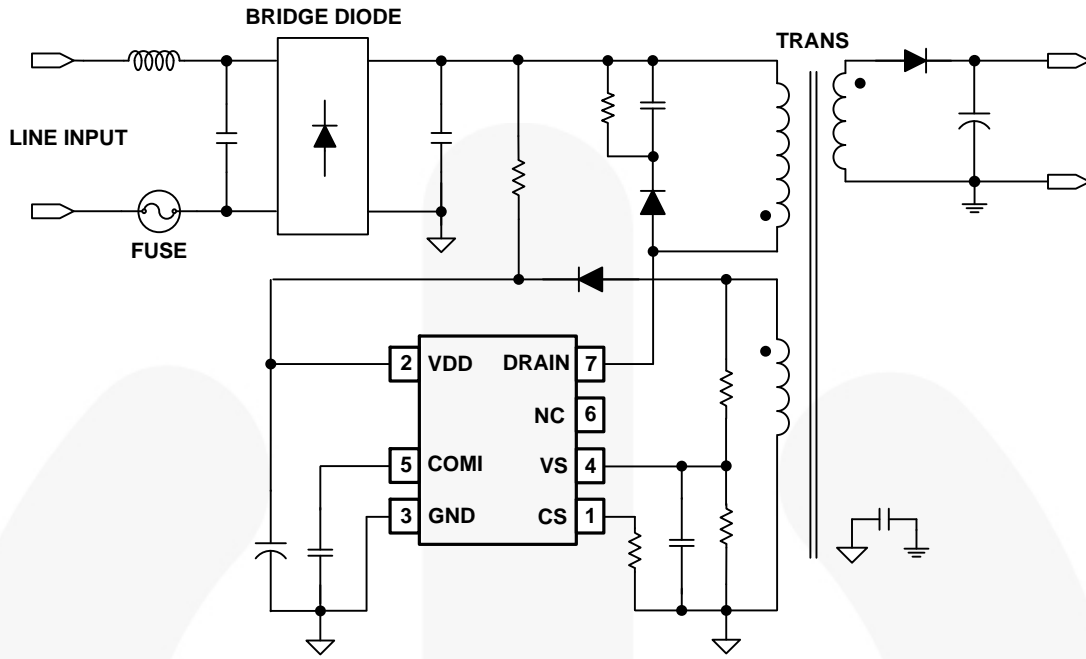 BRIDGE DIODE
TRANS
LINE INPUT
FUSE
2 VDD DRAIN 7
NC 6
5 COMI VS 4
3 GND CS 1